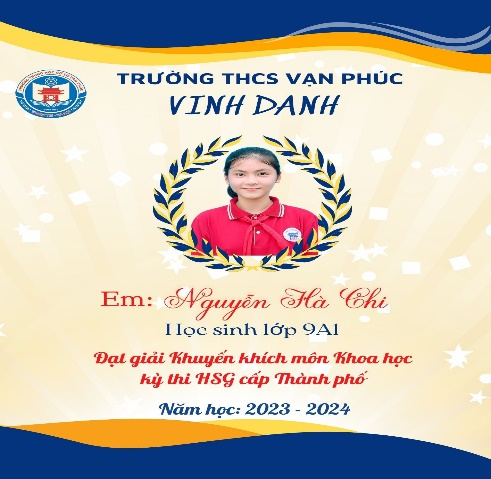 TRƯỜNG THCS VẠN PHÚC
VINH DANH
Em: Nguyễn Hà Chi
Học sinh lớp 9A1
Đạt giải Khuyến khích môn Khoa học
kỳ thi HSG cấp Thành phố
Năm học: 2023 - 2024